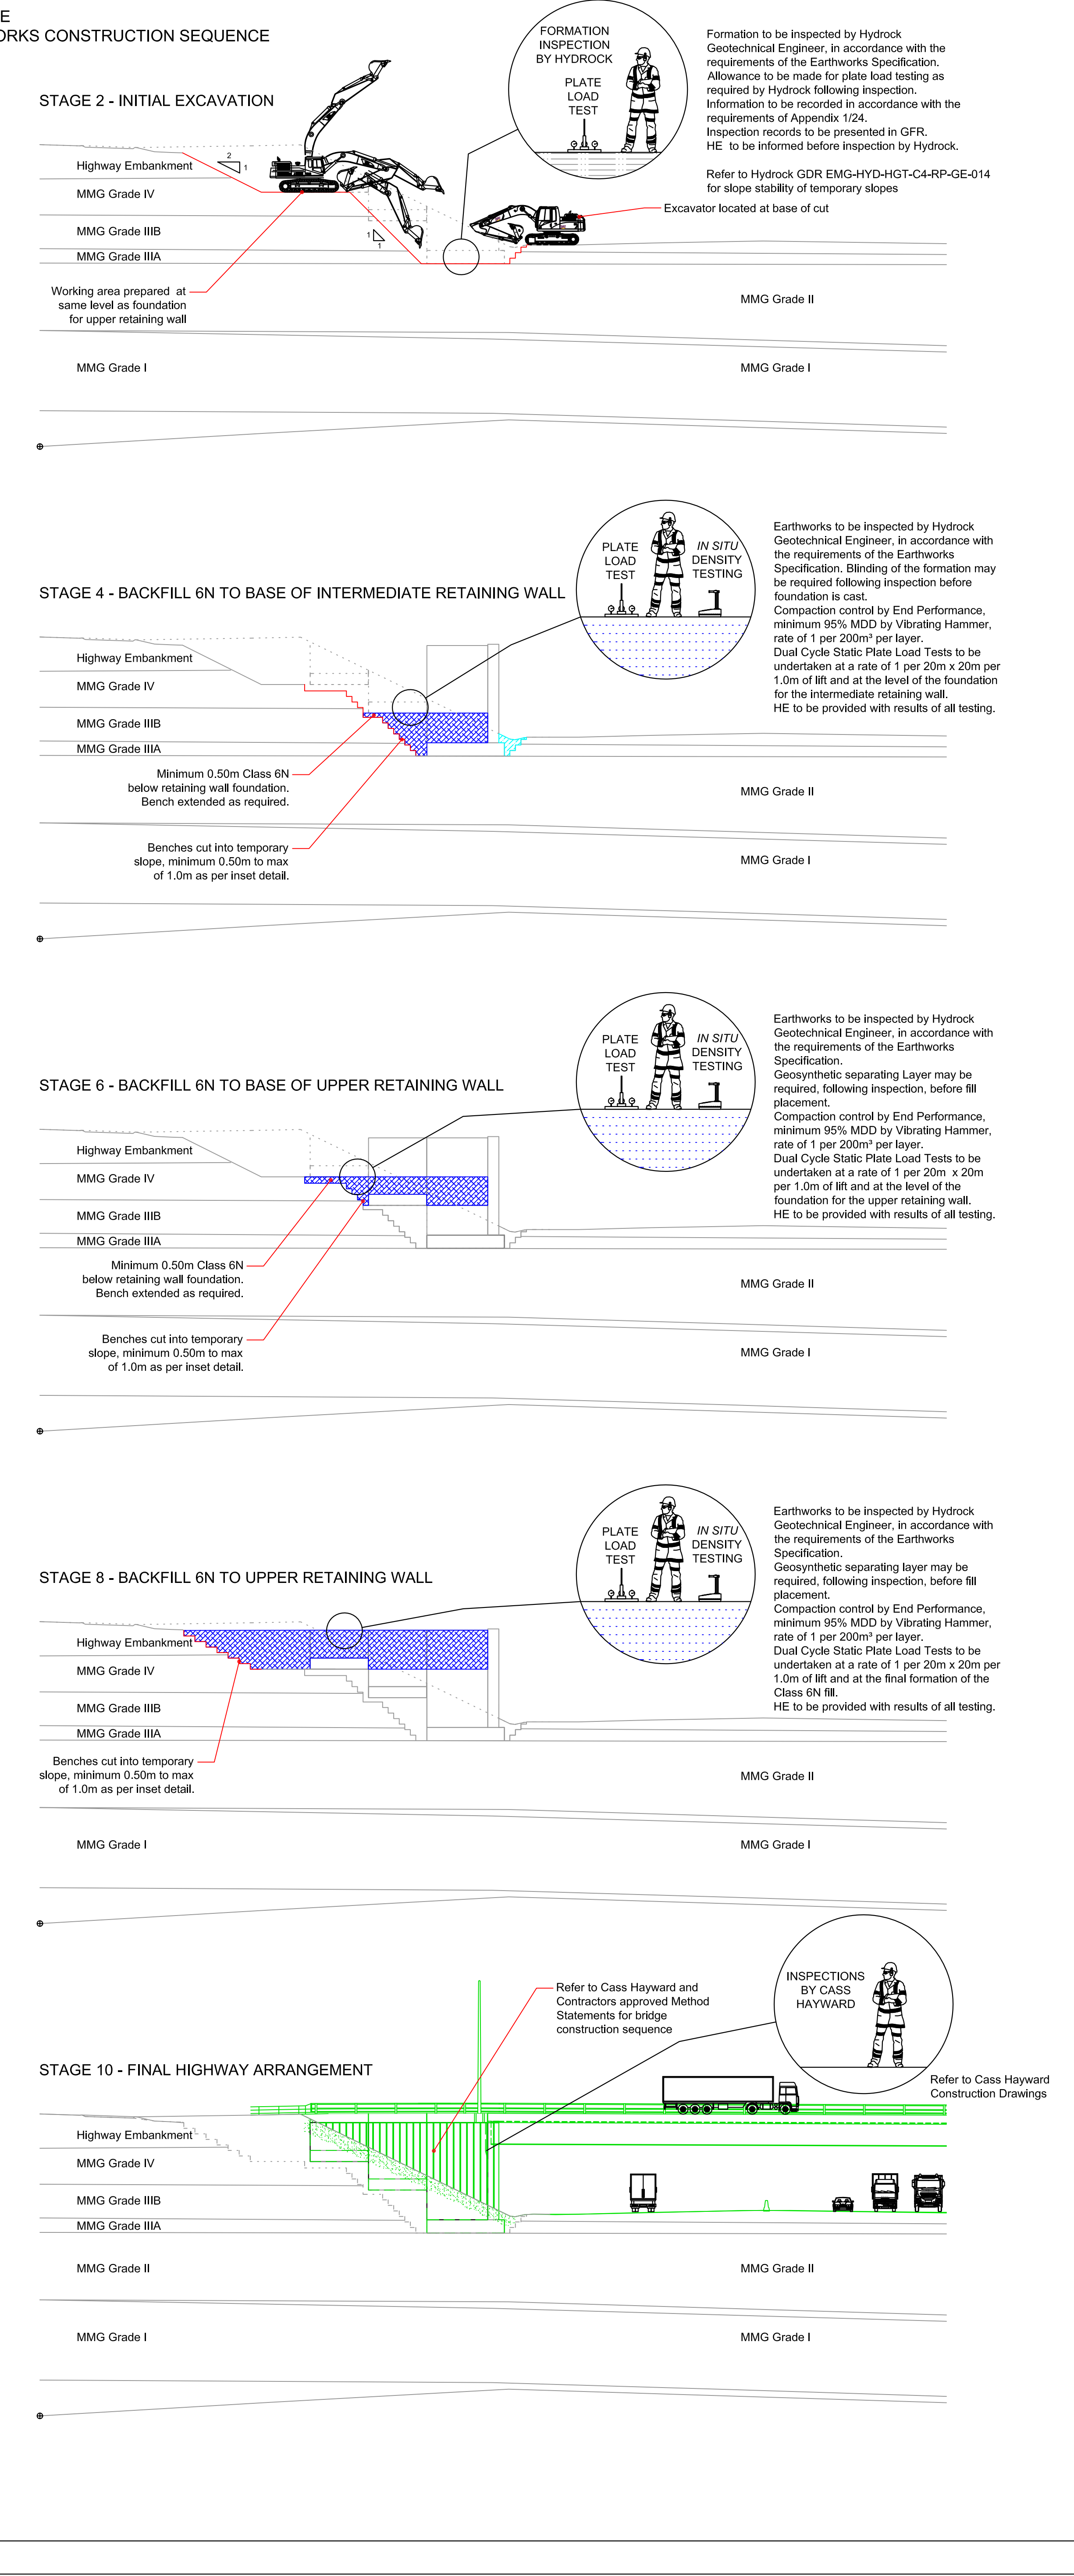 E
ORKS CONSTRUCTION SEQUENCE
STAGE 2 - INITIAL EXCAVATION
FORMATION
INSPECTION
BY HYDROCK
PLATE
LOAD
TEST
Formation to be inspected by Hydrock
Geotechnical Engineer, in accordance with the
requirements of the Earthworks Specification.
Allowance to be made for plate load testing as
required by Hydrock following inspection.
Information to be recorded in accordance with the
requirements of Appendix 1/24.
Inspection records to be presented in GFR.
HE to be informed before inspection by Hydrock.
Refer to Hydrock GDR EMG-HYD-HGT-C4-RP-GE-014
for slope stability of temporary slopes
Excavator located at base of cut
2
1
Highway Embankment
MMG Grade IV
MMG Grade IIIB
1
1
MMG Grade IIIA
Working area prepared at
same level as foundation
for upper retaining wall
MMG Grade II
MMG Grade I
MMG Grade I
STAGE 4 - BACKFILL 6N TO BASE OF INTERMEDIATE RETAINING WALL
PLATE
LOAD
TEST
IN SITU
DENSITY
TESTING
Earthworks to be inspected by Hydrock
Geotechnical Engineer, in accordance with
the requirements of the Earthworks
Specification. Blinding of the formation may
be required following inspection before
foundation is cast.
Compaction control by End Performance,
minimum 95% MDD by Vibrating Hammer,
rate of 1 per 200m³ per layer.
Dual Cycle Static Plate Load Tests to be
undertaken at a rate of 1 per 20m x 20m per
1.0m of lift and at the level of the foundation
for the intermediate retaining wall.
HE to be provided with results of all testing.
Highway Embankment
MMG Grade IV
MMG Grade IIIB
MMG Grade IIIA
Minimum 0.50m Class 6N
below retaining wall foundation.
Bench extended as required.
Benches cut into temporary
slope, minimum 0.50m to max
of 1.0m as per inset detail.
MMG Grade II
MMG Grade I
STAGE 6 - BACKFILL 6N TO BASE OF UPPER RETAINING WALL
PLATE
LOAD
TEST
IN SITU
DENSITY
TESTING
Earthworks to be inspected by Hydrock
Geotechnical Engineer, in accordance with
the requirements of the Earthworks
Specification.
Geosynthetic separating Layer may be
required, following inspection, before fill
placement.
Compaction control by End Performance,
minimum 95% MDD by Vibrating Hammer,
rate of 1 per 200m³ per layer.
Dual Cycle Static Plate Load Tests to be
undertaken at a rate of 1 per 20m x 20m
per 1.0m of lift and at the level of the
foundation for the upper retaining wall.
HE to be provided with results of all testing.
Highway Embankment
MMG Grade IV
MMG Grade IIIB
MMG Grade IIIA
Minimum 0.50m Class 6N
below retaining wall foundation.
Bench extended as required.
Benches cut into temporary
slope, minimum 0.50m to max
of 1.0m as per inset detail.
MMG Grade II
MMG Grade I
STAGE 8 - BACKFILL 6N TO UPPER RETAINING WALL
PLATE
LOAD
TEST
IN SITU
DENSITY
TESTING
Earthworks to be inspected by Hydrock
Geotechnical Engineer, in accordance with
the requirements of the Earthworks
Specification.
Geosynthetic separating layer may be
required, following inspection, before fill
placement.
Compaction control by End Performance,
minimum 95% MDD by Vibrating Hammer,
rate of 1 per 200m³ per layer.
Dual Cycle Static Plate Load Tests to be
undertaken at a rate of 1 per 20m x 20m per
1.0m of lift and at the final formation of the
Class 6N fill.
HE to be provided with results of all testing.
Highway Embankment
MMG Grade IV
MMG Grade IIIB
MMG Grade IIIA
Benches cut into temporary
slope, minimum 0.50m to max
of 1.0m as per inset detail.
MMG Grade II
MMG Grade I
MMG Grade I
STAGE 10 - FINAL HIGHWAY ARRANGEMENT
Refer to Cass Hayward and
Contractors approved Method
Statements for bridge
construction sequence
INSPECTIONS
BY CASS
HAYWARD
Refer to Cass Hayward
Construction Drawings
Highway Embankment
MMG Grade IV
MMG Grade IIIB
MMG Grade IIIA
MMG Grade II
MMG Grade II
MMG Grade I
MMG Grade I